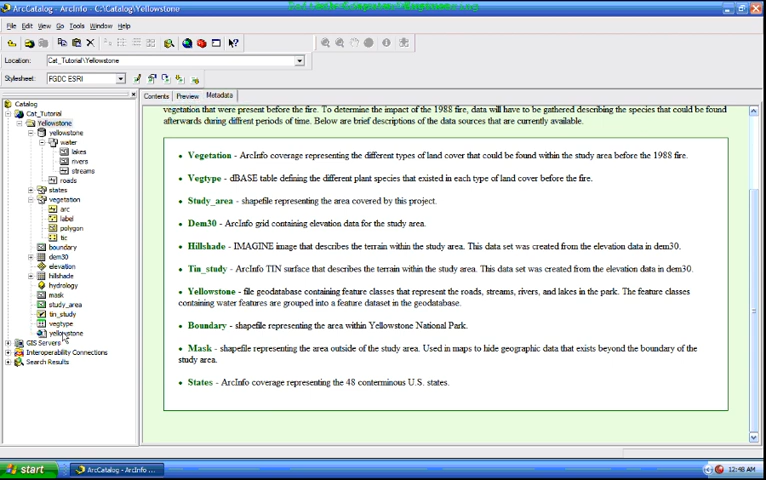 ArcCatalog - ArcInfo - C:\Catalog\Yellowstone
File Edit View Go Tools Window Help
Location: Cat_Tutorial\Yellowstone
Stylesheet: FGDC ESRI
Contents Preview Metadata
Catalog
Cat_Tutorial
Yellowstone
yellowstone
water
lakes
rivers
streams
roads
states
vegetation
arc
label
polygon
tic
boundary
dem30
elevation
hillshade
hydrology
mask
study_area
tin_study
vegtype
yellowstone
GIS Servers
Interoperability Connections
Search Results
vegetation that were present before the fire. To determine the impact of the 1988 fire, data will have to be gathered describing the species that could be found
afterwards during diffrent periods of time. Below are brief descriptions of the data sources that are currently available.
• Vegetation - ArcInfo coverage representing the different types of land cover that could be found within the study area before the 1988 fire.
• Vegtype - dBASE table defining the different plant species that existed in each type of land cover before the fire.
• Study_area - shapefile representing the area covered by this project.
• Dem30 - ArcInfo grid containing elevation data for the study area.
• Hillshade - IMAGINE image that describes the terrain within the study area. This data set was created from the elevation data in dem30.
• Tin_study - ArcInfo TIN surface that describes the terrain within the study area. This data set was created from the elevation data in dem30.
• Yellowstone - file geodatabase containing feature classes that represent the roads, streams, rivers, and lakes in the park. The feature classes
containing water features are grouped into a feature dataset in the geodatabase.
• Boundary - shapefile representing the area within Yellowstone National Park.
• Mask - shapefile representing the area outside of the study area. Used in maps to hide geographic data that exists beyond the boundary of the
study area.
• States - ArcInfo coverage representing the 48 conterminous U.S. states.
start
ArcCatalog - ArcInfo ...
12:48 AM